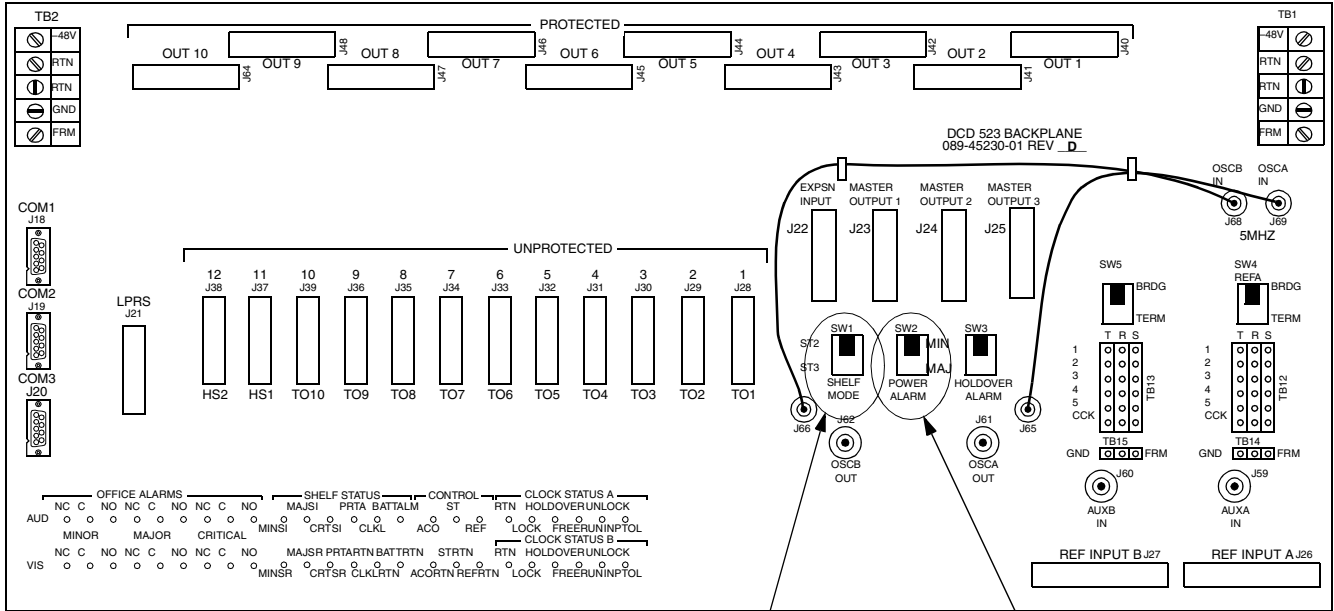 TB2
PROTECTED
TB1
-48V
RTN
RTN
GND
FRM
OUT 10
J64
OUT 9
J48
OUT 8
J47
OUT 7
J46
OUT 6
J45
OUT 5
J44
OUT 4
J43
OUT 3
J42
OUT 2
J41
OUT 1
J40
-48V
RTN
RTN
GND
FRM
DCD 523 BACKPLANE
089-45230-01 REV D
OSCB IN
OSCA IN
J68
J69
5MHZ
EXPSN INPUT
MASTER OUTPUT 1
MASTER OUTPUT 2
MASTER OUTPUT 3
J22
J23
J24
J25
COM1
J18
COM2
J19
COM3
J20
LPRS
J21
UNPROTECTED
12 11 10 9 8 7 6 5 4 3 2 1
J38 J37 J39 J36 J35 J34 J33 J32 J31 J30 J29 J28
HS2 HS1 TO10 TO9 TO8 TO7 TO6 TO5 TO4 TO3 TO2 TO1
SW1
ST2
ST3
SHELF MODE
SW2
MIN
MAJ
POWER ALARM
SW3
HOLDOVER ALARM
J66
J62
OSCB OUT
J61
OSCA OUT
J65
SW5
BRDG
TERM
T R S
1
2
3
4
5
CCK
TB13
TB15
GND
FRM
J60
AUXB IN
REF INPUT B J27
SW4
REFA
BRDG
TERM
T R S
1
2
3
4
5
CCK
TB12
TB14
GND
FRM
J59
AUXA IN
REF INPUT A J26
OFFICE ALARMS
SHELF STATUS
CONTROL
CLOCK STATUS A
NC C NO NC C NO NC C NO
MAJSI PRTA BATTALM
ST
RTN HOLDOVER UNLOCK
AUD
MINSI CRTSI CLKL
ACO REF
LOCK FREERUN INPTOL
MINOR MAJOR CRITICAL
CLOCK STATUS B
NC C NO NC C NO NC C NO
MAJSR PRTARTN BATTRTN
STRTN
RTN HOLDOVER UNLOCK
VIS
MINSR CRTSR CLKLRTN
ACORTN REFRTN
LOCK FREERUN INPTOL